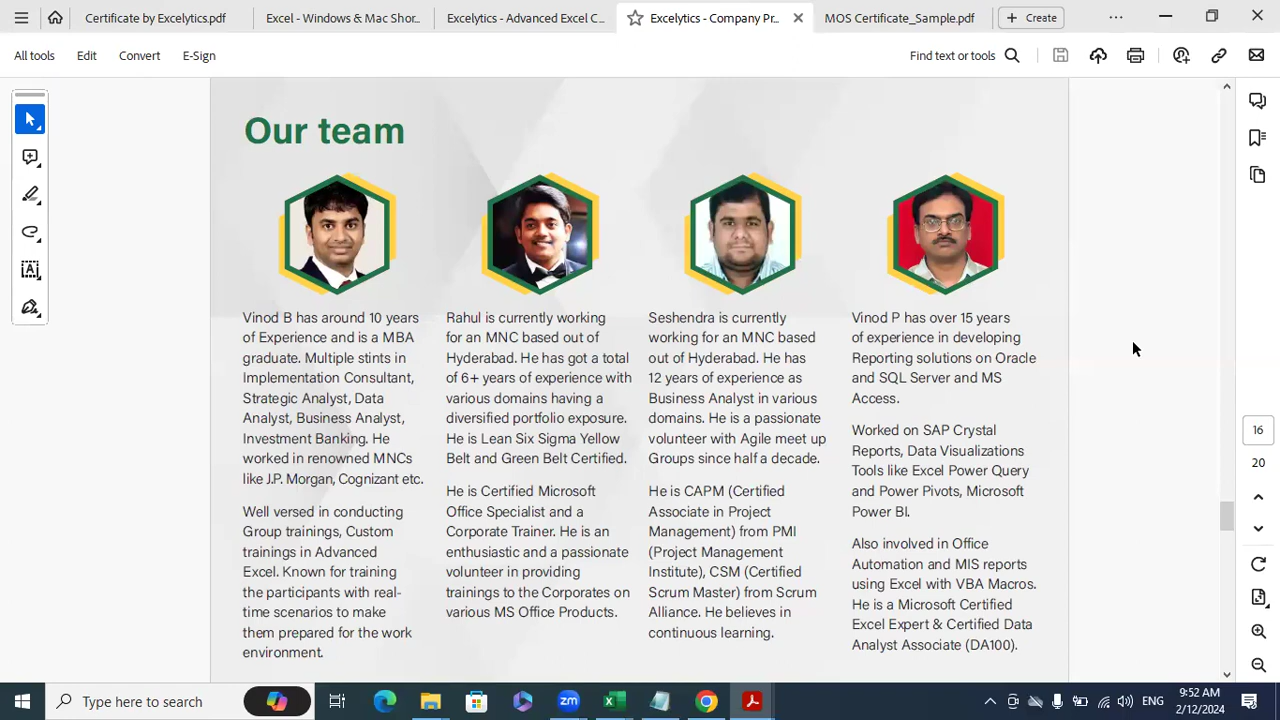 Certificate by Excelytics.pdf
Excel - Windows & Mac Shor...
Excelytics - Advanced Excel C...
Excelytics - Company Pr...
MOS Certificate_Sample.pdf
Create
All tools
Edit
Convert
E-Sign
Find text or tools
Our team
Vinod B has around 10 years
of Experience and is a MBA
graduate. Multiple stints in
Implementation Consultant,
Strategic Analyst, Data
Analyst, Business Analyst,
Investment Banking. He
worked in renowned MNCs
like J.P. Morgan, Cognizant etc.
Well versed in conducting
Group trainings, Custom
trainings in Advanced
Excel. Known for training
the participants with real-
time scenarios to make
them prepared for the work
environment.
Rahul is currently working
for an MNC based out of
Hyderabad. He has got a total
of 6+ years of experience with
various domains having a
diversified portfolio exposure.
He is Lean Six Sigma Yellow
Belt and Green Belt Certified.
He is Certified Microsoft
Office Specialist and a
Corporate Trainer. He is an
enthusiastic and a passionate
volunteer in providing
trainings to the Corporates on
various MS Office Products.
Seshendra is currently
working for an MNC based
out of Hyderabad. He has
12 years of experience as
Business Analyst in various
domains. He is a passionate
volunteer with Agile meet up
Groups since half a decade.
He is CAPM (Certified
Associate in Project
Management) from PMI
(Project Management
Institute), CSM (Certified
Scrum Master) from Scrum
Alliance. He believes in
continuous learning.
Vinod P has over 15 years
of experience in developing
Reporting solutions on Oracle
and SQL Server and MS
Access.
Worked on SAP Crystal
Reports, Data Visualizations
Tools like Excel Power Query
and Power Pivots, Microsoft
Power BI.
Also involved in Office
Automation and MIS reports
using Excel with VBA Macros.
He is a Microsoft Certified
Excel Expert & Certified Data
Analyst Associate (DA100).
16
20
Type here to search
zm
ENG
9:52 AM
2/12/2024